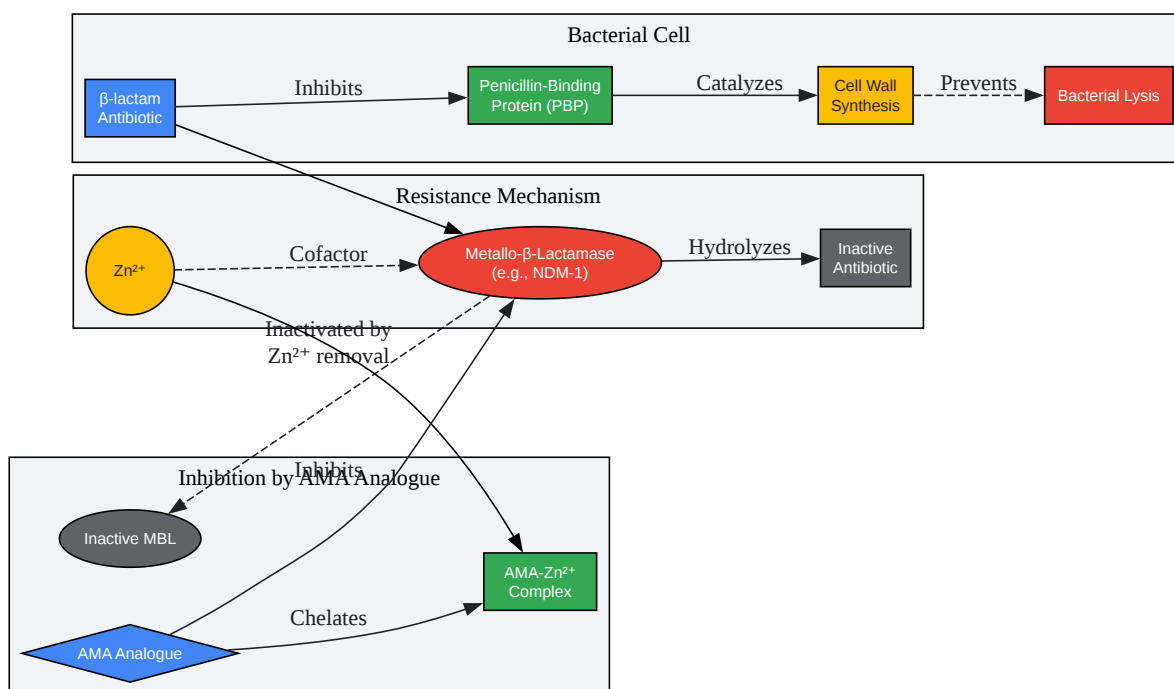 Bacterial Cell
β-lactam
Antibiotic
Inhibits
Penicillin-Binding
Protein (PBP)
Catalyzes
Cell Wall
Synthesis
Prevents
Bacterial Lysis
Resistance Mechanism
Zn²⁺
Cofactor
Metallo-β-Lactamase
(e.g., NDM-1)
Hydrolyzes
Inactive
Antibiotic
Inactivated by
Zn²⁺ removal
Inhibits
Inhibition by AMA Analogue
Inactive MBL
AMA-Zn²⁺
Complex
Chelates
AMA Analogue